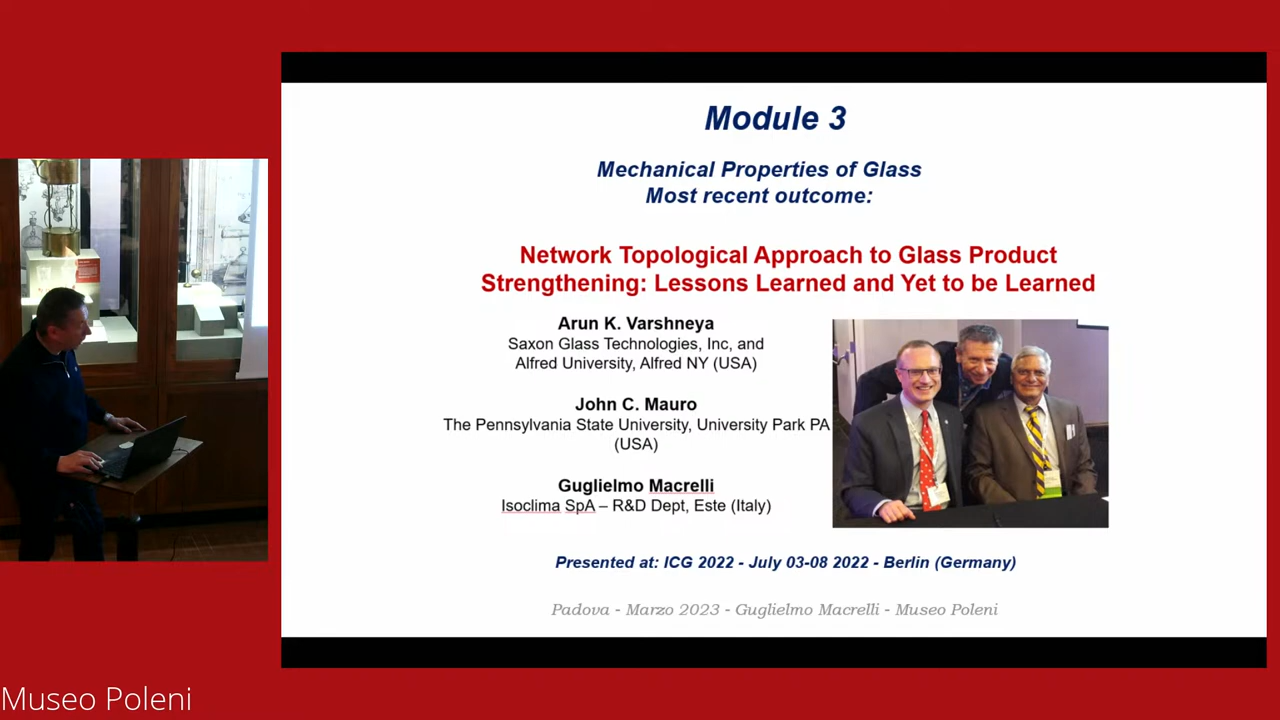 Module 3
Mechanical Properties of Glass
Most recent outcome:
Network Topological Approach to Glass Product
Strengthening: Lessons Learned and Yet to be Learned
Arun K. Varshneya
Saxon Glass Technologies, Inc, and
Alfred University, Alfred NY (USA)
John C. Mauro
The Pennsylvania State University, University Park PA
(USA)
Guglielmo Macrelli
Isoclima SpA – R&D Dept, Este (Italy)
Presented at: ICG 2022 - July 03-08 2022 - Berlin (Germany)
Padova - Marzo 2023 - Guglielmo Macrelli - Museo Poleni
Museo Poleni